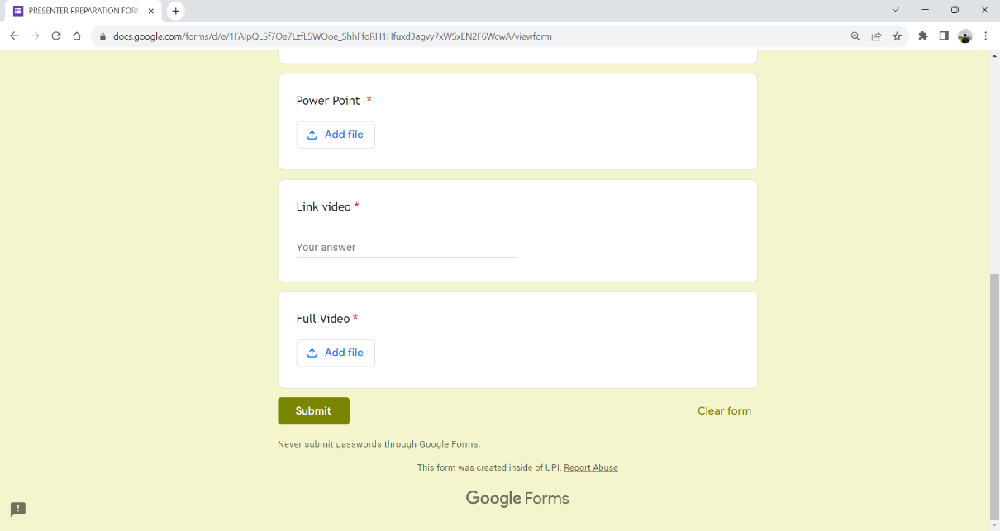 PRESENTER PREPARATION FORM
docs.google.com/forms/d/e/1FAIpQLSf7Oe7LzfL5WOoe_ShhFfoRH1Hfuxd3agvy7xWSxEN2F6WcwA/viewform
Power Point *
Add file
Link video *
Your answer
Full Video *
Add file
Submit
Clear form
Never submit passwords through Google Forms.
This form was created inside of UPI. Report Abuse
Google Forms